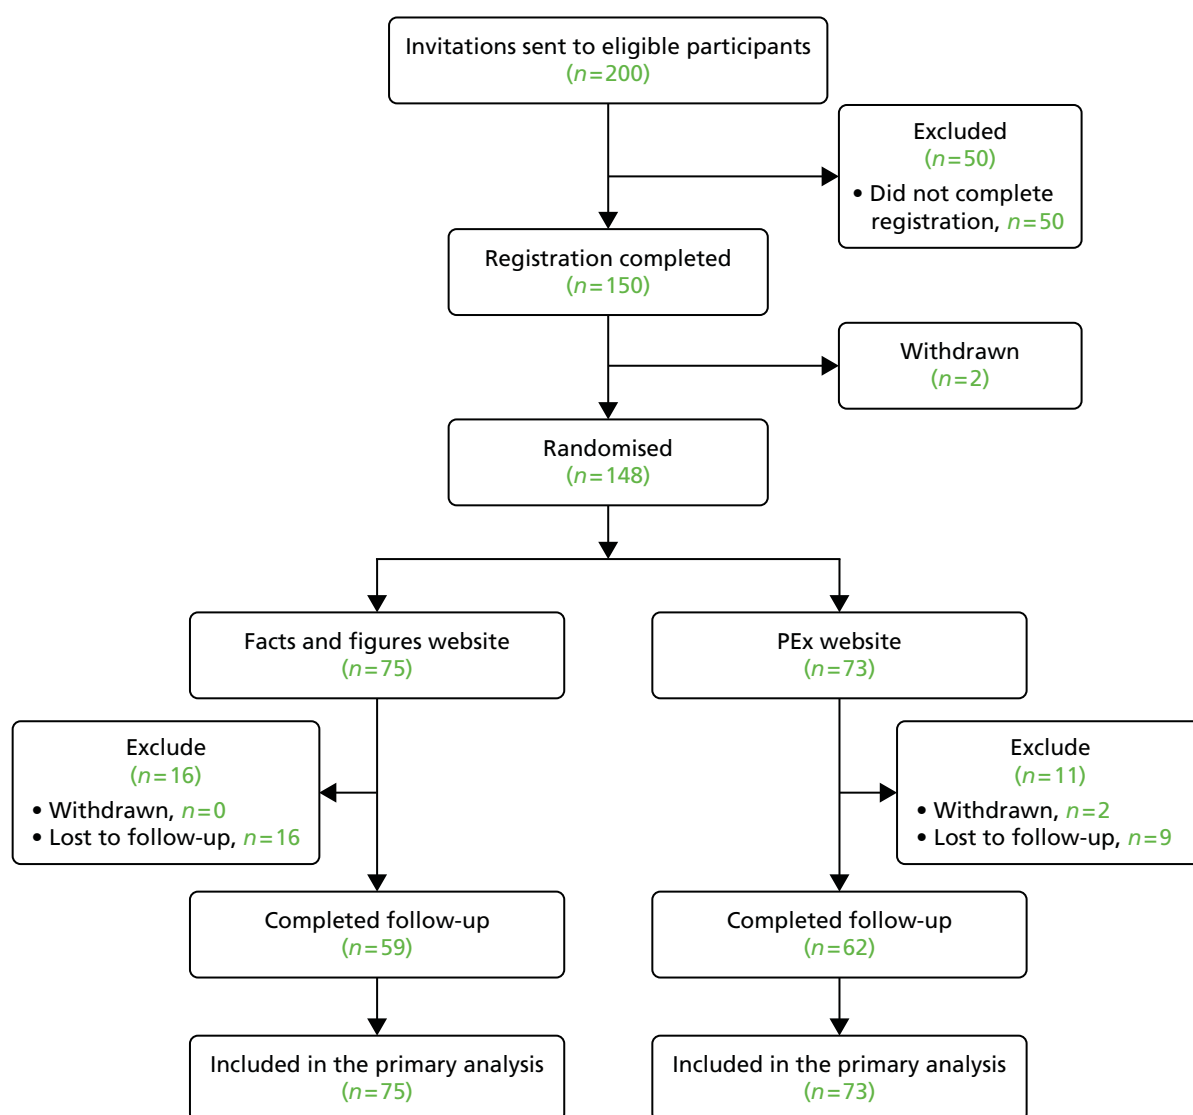 Invitations sent to eligible participants
(n=200)
Excluded
(n=50)
• Did not complete
registration, n=50
Registration completed
(n=150)
Withdrawn
(n=2)
Randomised
(n=148)
Facts and figures website
(n=75)
PEx website
(n=73)
Exclude
(n=16)
• Withdrawn, n=0
• Lost to follow-up, n=16
Exclude
(n=11)
• Withdrawn, n=2
• Lost to follow-up, n=9
Completed follow-up
(n=59)
Completed follow-up
(n=62)
Included in the primary analysis
(n=75)
Included in the primary analysis
(n=73)